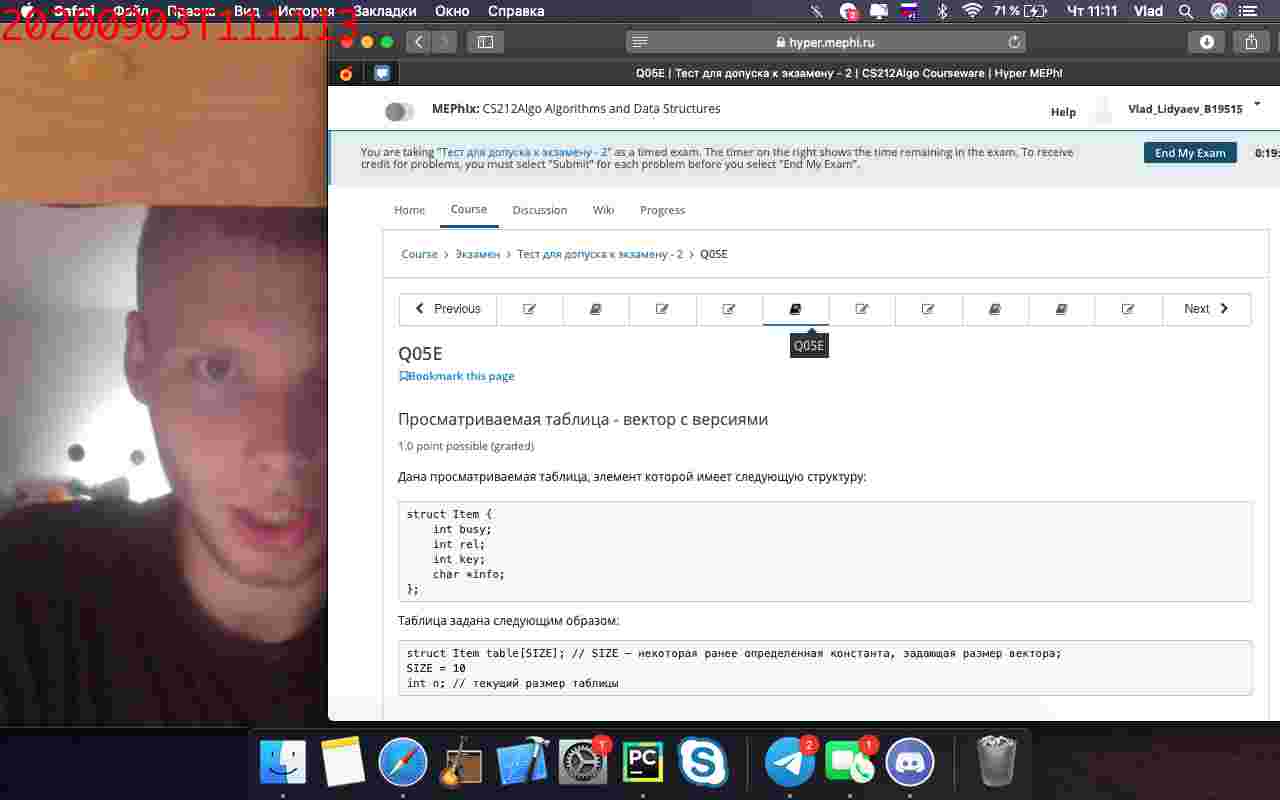 Safari Файл Правка Вид История Закладки Окно Справка 71 % Чт 11:11 Vlad
20200903T111113
hyper.mephi.ru
Q05E | Тест для допуска к экзамену - 2 | CS212Algo Courseware | Hyper MEPhI
MEPhIx: CS212Algo Algorithms and Data Structures
Help
Vlad_Lidyaev_B19515
You are taking "Тест для допуска к экзамену - 2" as a timed exam. The timer on the right shows the time remaining in the exam. To receive
credit for problems, you must select "Submit" for each problem before you select "End My Exam".
End My Exam
0:19:
Home Course Discussion Wiki Progress
Course > Экзамен > Тест для допуска к экзамену - 2 > Q05E
Previous
Next
Q05E
Q05E
Bookmark this page
Просматриваемая таблица - вектор с версиями
1.0 point possible (graded)
Дана просматриваемая таблица, элемент которой имеет следующую структуру:
struct Item {
int busy;
int rel;
int key;
char *info;
};
Таблица задана следующим образом:
struct Item table[SIZE]; // SIZE – некоторая ранее определенная константа, задающая размер вектора;
SIZE = 10
int n; // текущий размер таблицы
1
PC
2
1